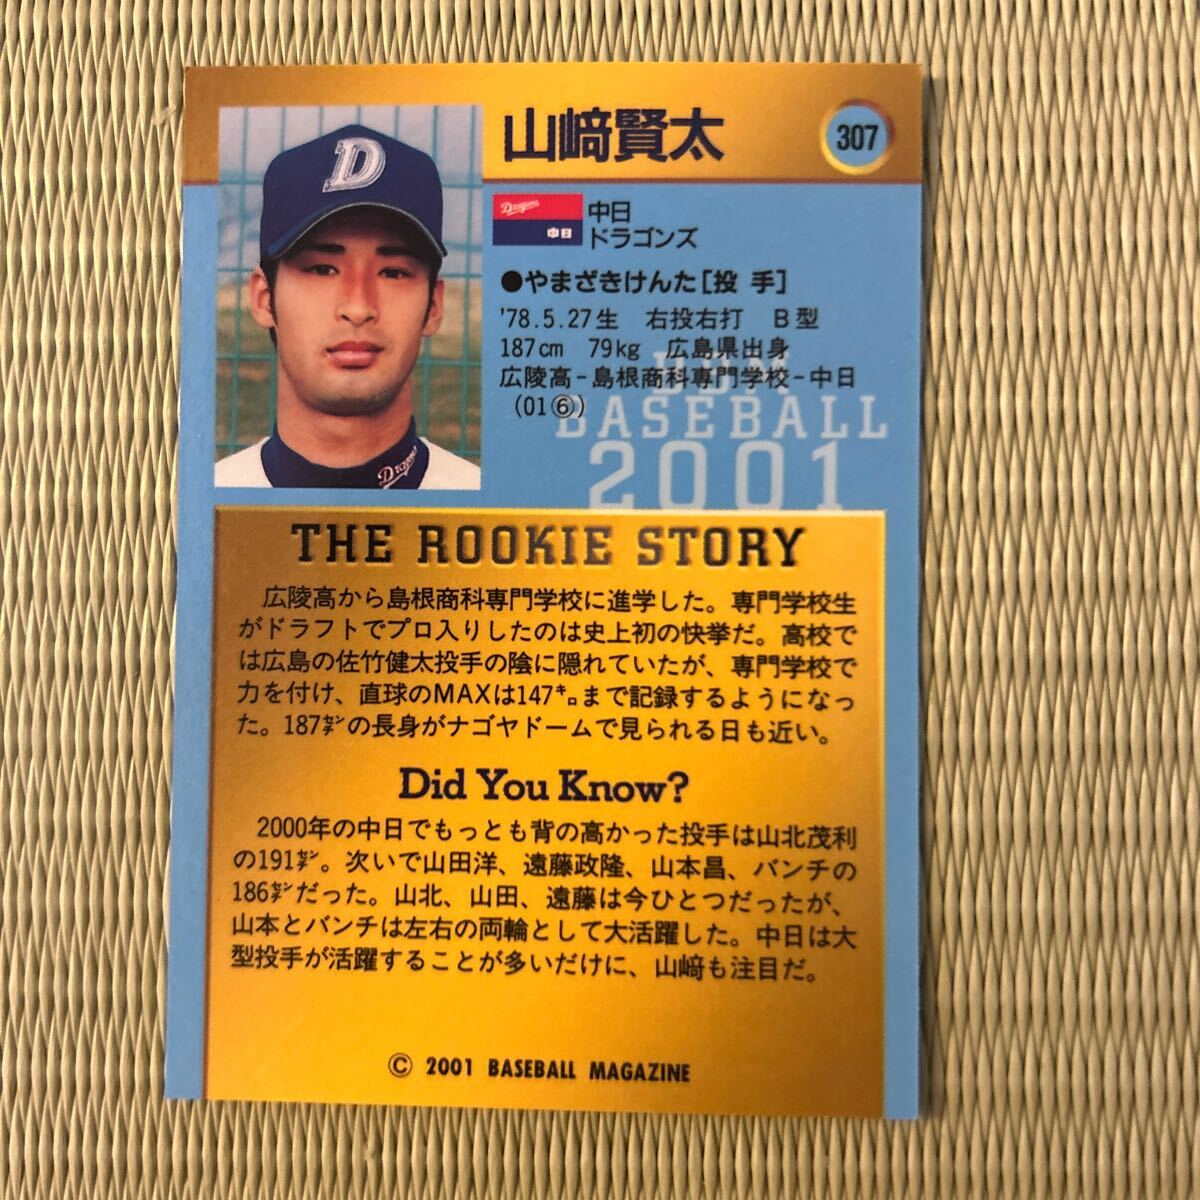 山﨑賢太
307
D
Dragons
中日
中日
ドラゴンズ
●やまざきけんた[投 手]
'78.5.27生 右投右打 B型
187cm 79kg 広島県出身
広陵高-島根商科専門学校-中日
(01⑥)
BBM
BASEBALL
2001
Dragons
THE ROOKIE STORY
広陵高から島根商科専門学校に進学した。専門学校生
がドラフトでプロ入りしたのは史上初の快挙だ。高校で
は広島の佐竹健太投手の陰に隠れていたが、専門学校で
力を付け、直球のMAXは147㌔まで記録するようになっ
た。187㌢の長身がナゴヤドームで見られる日も近い。
Did You Know?
2000年の中日でもっとも背の高かった投手は山北茂利
の191㌢。次いで山田洋、遠藤政隆、山本昌、バンチの
186㌢だった。山北、山田、遠藤は今ひとつだったが、
山本とバンチは左右の両輪として大活躍した。中日は大
型投手が活躍することが多いだけに、山﨑も注目だ。
© 2001 BASEBALL MAGAZINE